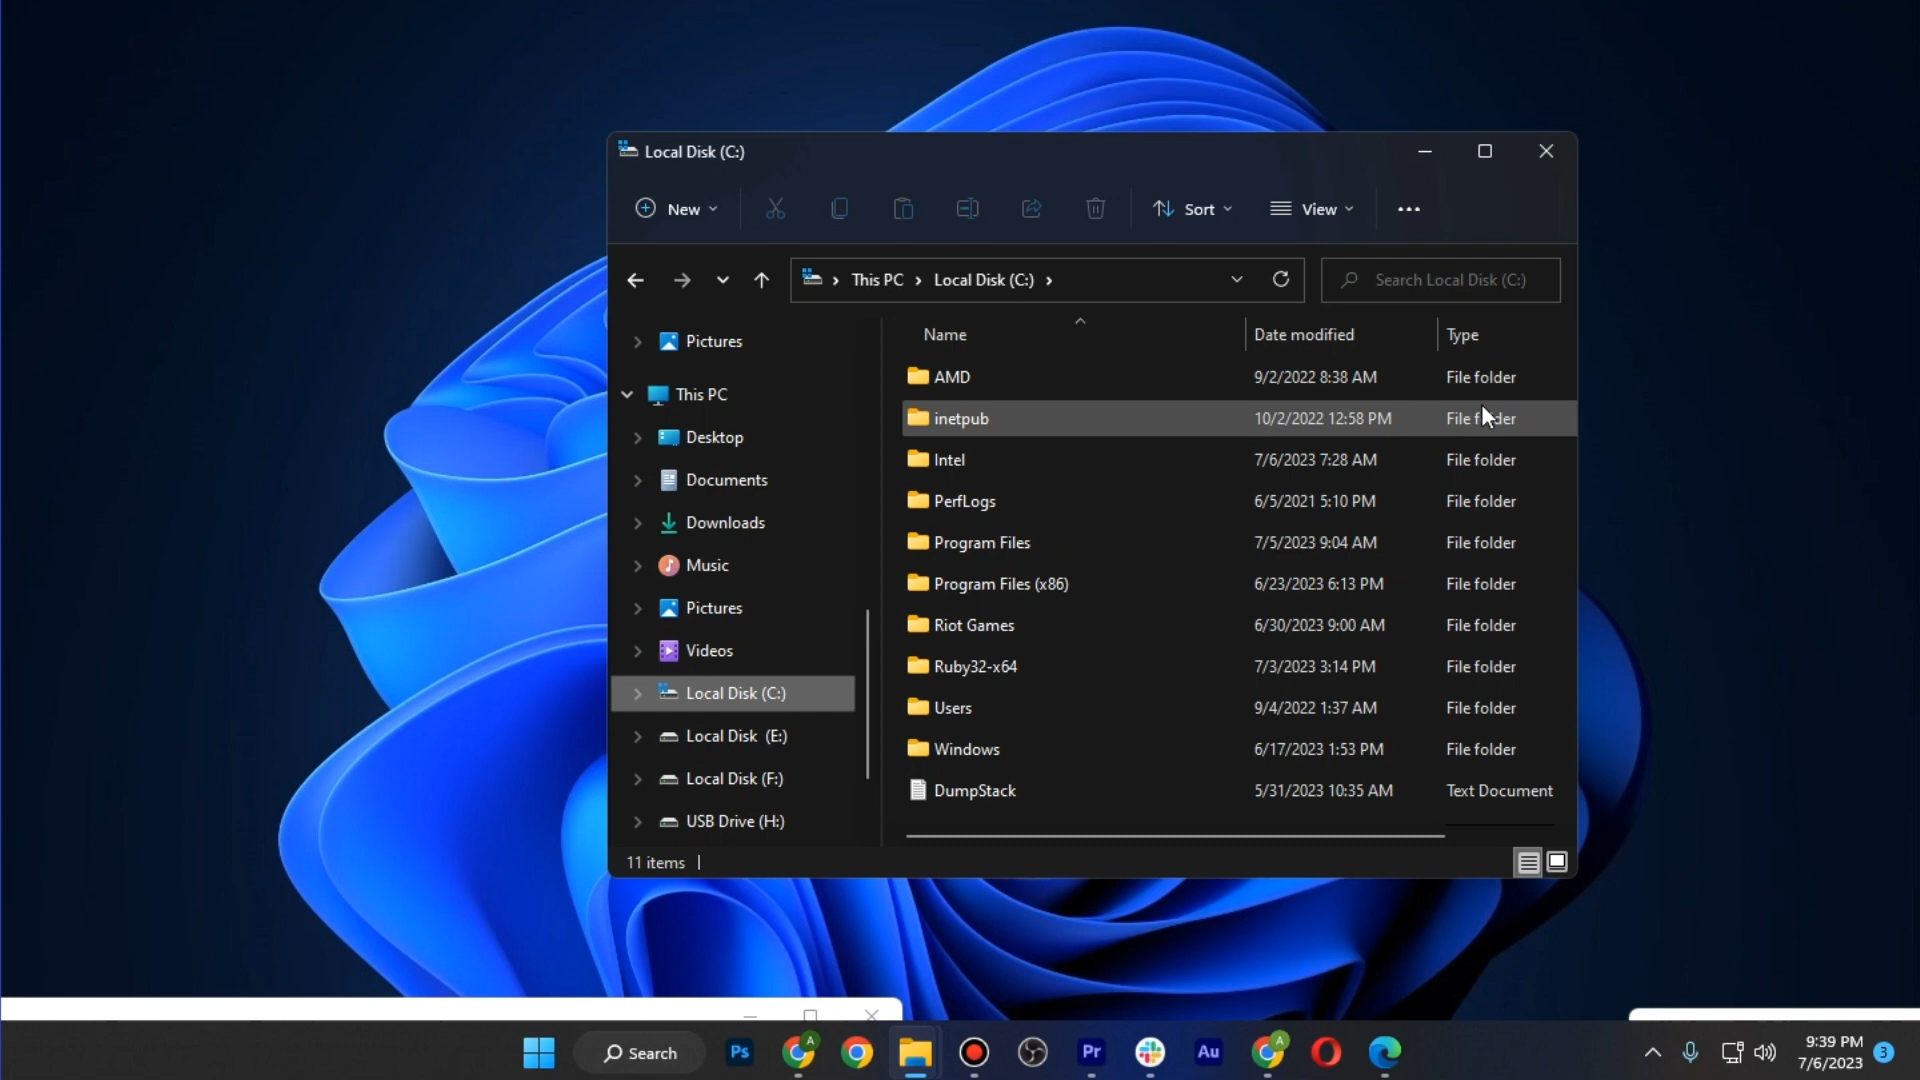 Local Disk (C:)
New Sort View
This PC Local Disk (C:) Search Local Disk (C:)
Name Date modified Type
Pictures
This PC
Desktop
Documents
Downloads
Music
Pictures
Videos
Local Disk (C:)
Local Disk (E:)
Local Disk (F:)
USB Drive (H:)
AMD 9/2/2022 8:38 AM File folder
inetpub 10/2/2022 12:58 PM File folder
Intel 7/6/2023 7:28 AM File folder
PerfLogs 6/5/2021 5:10 PM File folder
Program Files 7/5/2023 9:04 AM File folder
Program Files (x86) 6/23/2023 6:13 PM File folder
Riot Games 6/30/2023 9:00 AM File folder
Ruby32-x64 7/3/2023 3:14 PM File folder
Users 9/4/2022 1:37 AM File folder
Windows 6/17/2023 1:53 PM File folder
DumpStack 5/31/2023 10:35 AM Text Document
11 items
Search Ps A Pr Au A
9:39 PM
7/6/2023 3